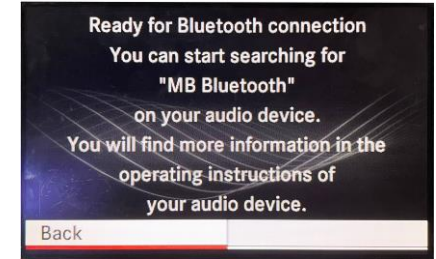 Ready for Bluetooth connection
You can start searching for
"MB Bluetooth"
on your audio device.
You will find more information in the
operating instructions of
your audio device.
Back